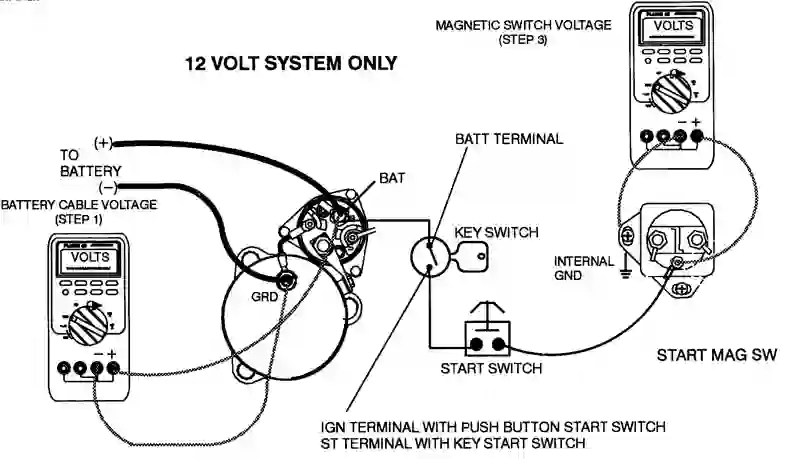 MAGNETIC SWITCH VOLTAGE
(STEP 3)
VOLTS
12 VOLT SYSTEM ONLY
− +
(+)
TO
BATTERY
(−)
BATT TERMINAL
BAT
BATTERY CABLE VOLTAGE
(STEP 1)
KEY SWITCH
VOLTS
INTERNAL
GND
GRD
− +
START SWITCH
START MAG SW
IGN TERMINAL WITH PUSH BUTTON START SWITCH
ST TERMINAL WITH KEY START SWITCH